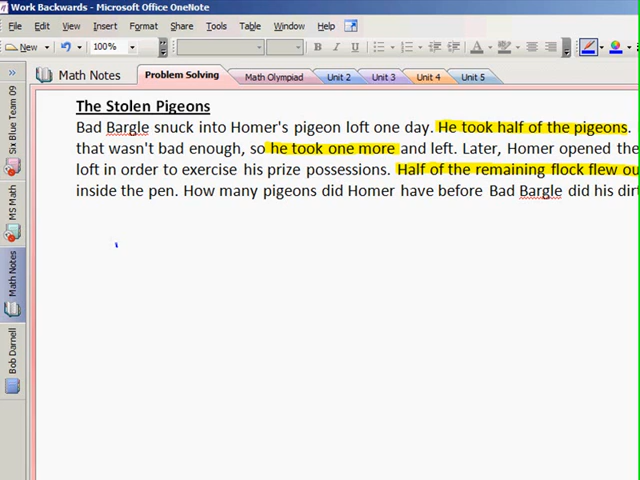 Work Backwards - Microsoft Office OneNote
File Edit View Insert Format Share Tools Table Window Help
New 100% B I U
Math Notes Problem Solving Math Olympiad Unit 2 Unit 3 Unit 4 Unit 5
Six Blue Team 09
MS Math
Math Notes
Bob Darnell
The Stolen Pigeons
Bad Bargle snuck into Homer's pigeon loft one day. He took half of the pigeons.
that wasn't bad enough, so he took one more and left. Later, Homer opened the
loft in order to exercise his prize possessions. Half of the remaining flock flew
inside the pen. How many pigeons did Homer have before Bad Bargle did his